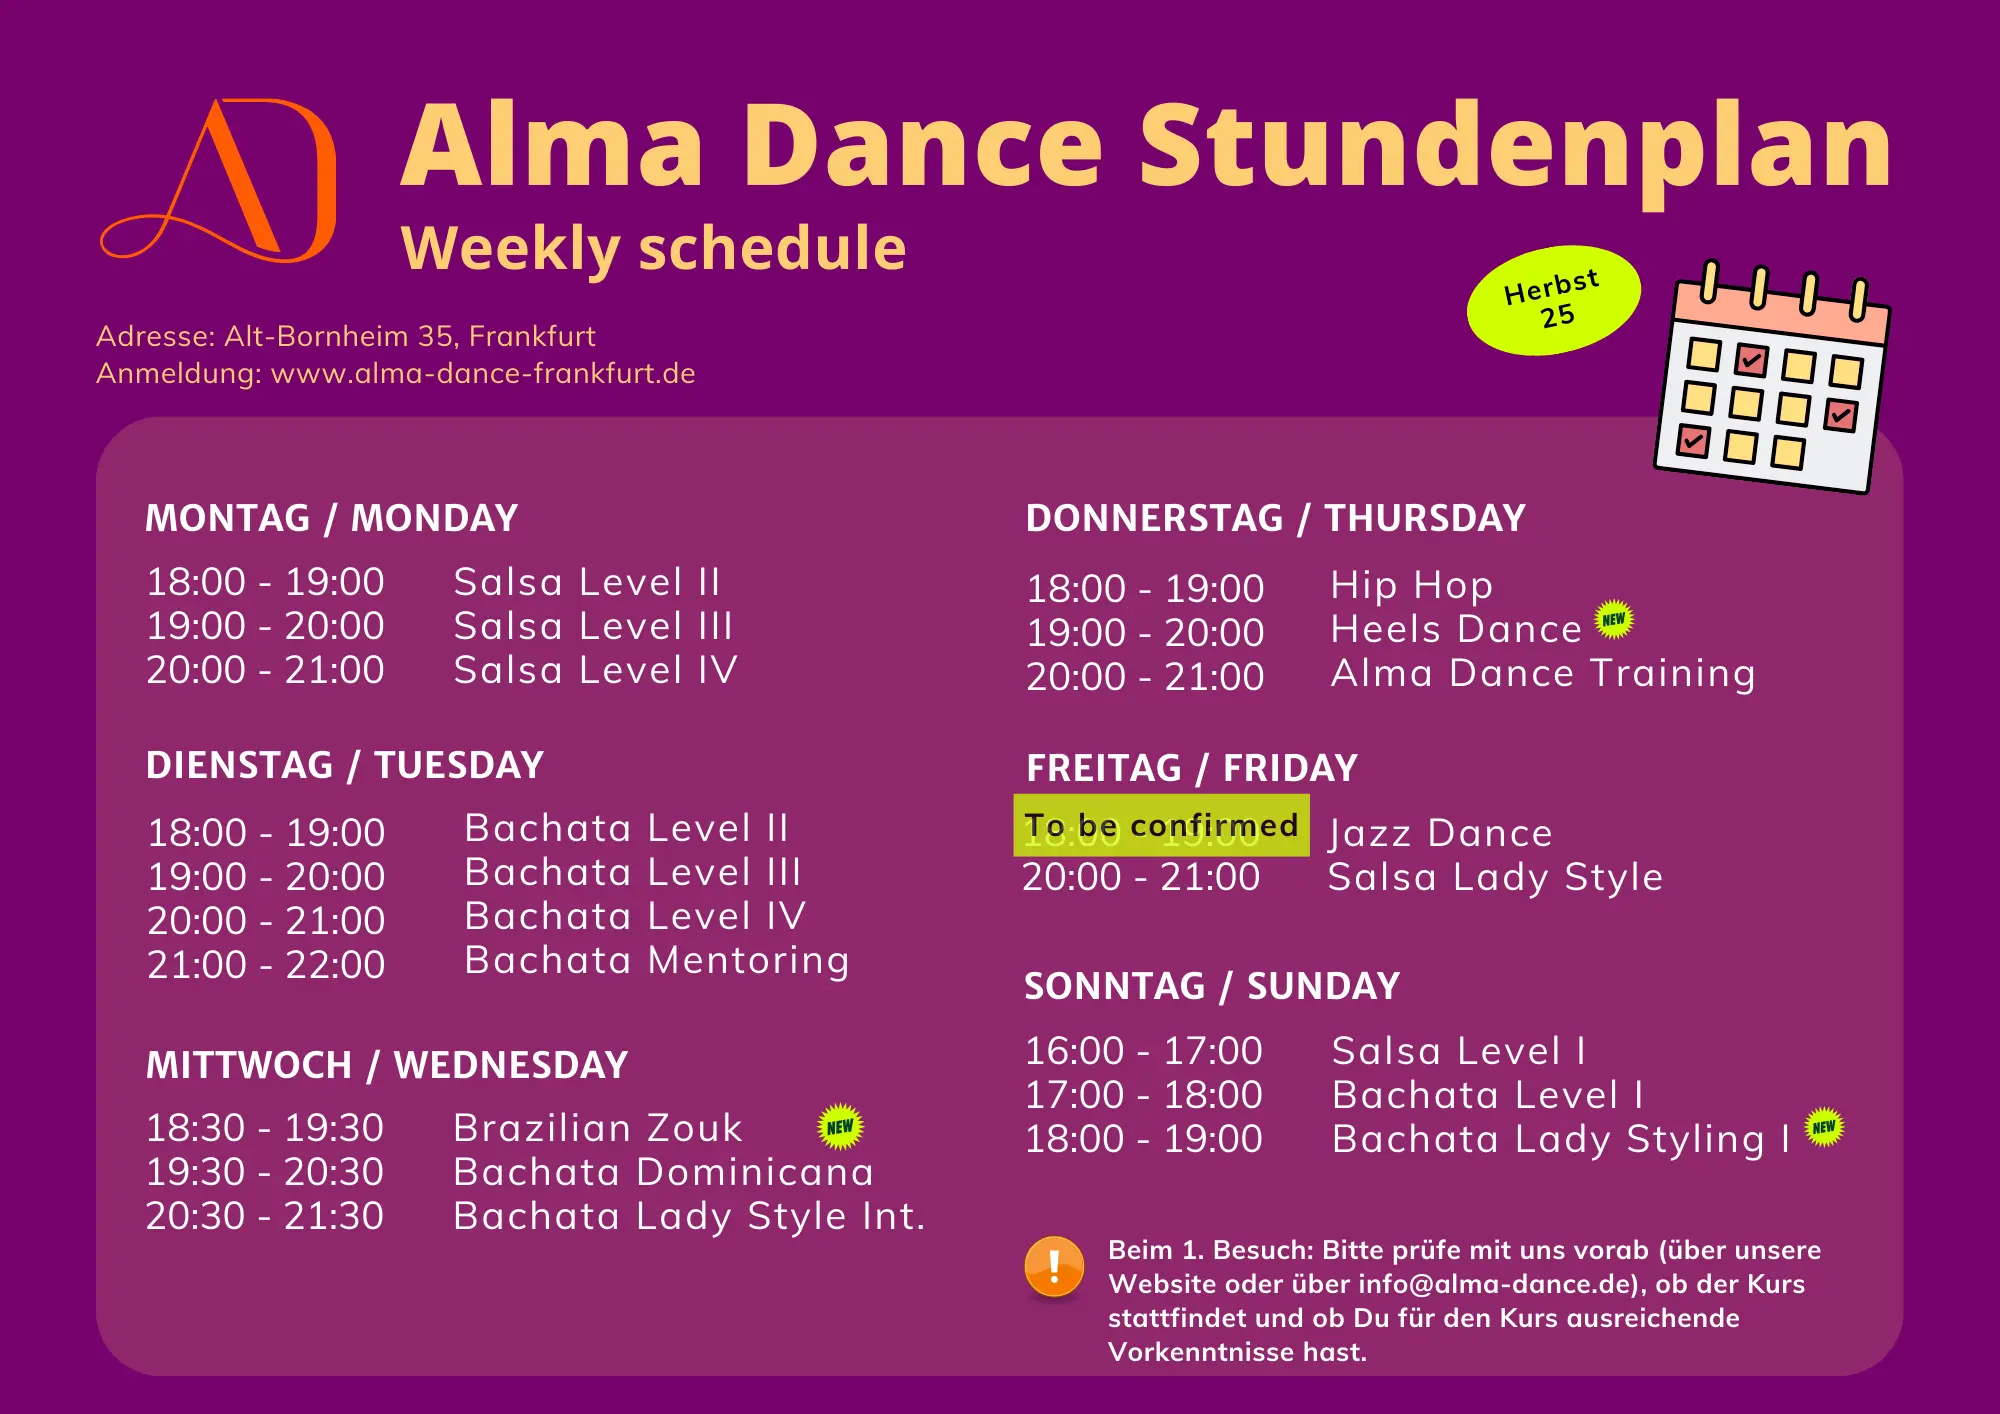 AD
Alma Dance Stundenplan
Weekly schedule
Herbst
25
Adresse: Alt-Bornheim 35, Frankfurt
Anmeldung: www.alma-dance-frankfurt.de
MONTAG / MONDAY
18:00 - 19:00 Salsa Level II
19:00 - 20:00 Salsa Level III
20:00 - 21:00 Salsa Level IV
DIENSTAG / TUESDAY
18:00 - 19:00 Bachata Level II
19:00 - 20:00 Bachata Level III
20:00 - 21:00 Bachata Level IV
21:00 - 22:00 Bachata Mentoring
MITTWOCH / WEDNESDAY
18:30 - 19:30 Brazilian Zouk NEW
19:30 - 20:30 Bachata Dominicana
20:30 - 21:30 Bachata Lady Style Int.
DONNERSTAG / THURSDAY
18:00 - 19:00 Hip Hop
19:00 - 20:00 Heels Dance NEW
20:00 - 21:00 Alma Dance Training
FREITAG / FRIDAY
To be confirmed
18:00 - 19:00 Jazz Dance
20:00 - 21:00 Salsa Lady Style
SONNTAG / SUNDAY
16:00 - 17:00 Salsa Level I
17:00 - 18:00 Bachata Level I
18:00 - 19:00 Bachata Lady Styling I NEW
! Beim 1. Besuch: Bitte prüfe mit uns vorab (über unsere
Website oder über info@alma-dance.de), ob der Kurs
stattfindet und ob Du für den Kurs ausreichende
Vorkenntnisse hast.